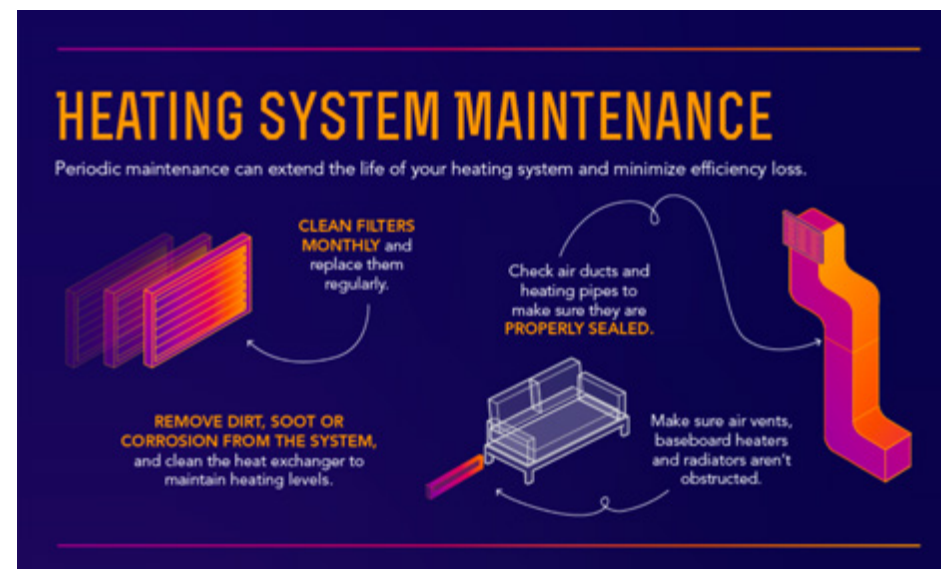 HEATING SYSTEM MAINTENANCE
Periodic maintenance can extend the life of your heating system and minimize efficiency loss.
CLEAN FILTERS
MONTHLY and
replace them
regularly.
Check air ducts and
heating pipes to
make sure they are
PROPERLY SEALED.
REMOVE DIRT, SOOT OR
CORROSION FROM THE SYSTEM,
and clean the heat exchanger to
maintain heating levels.
Make sure air vents,
baseboard heaters
and radiators aren't
obstructed.